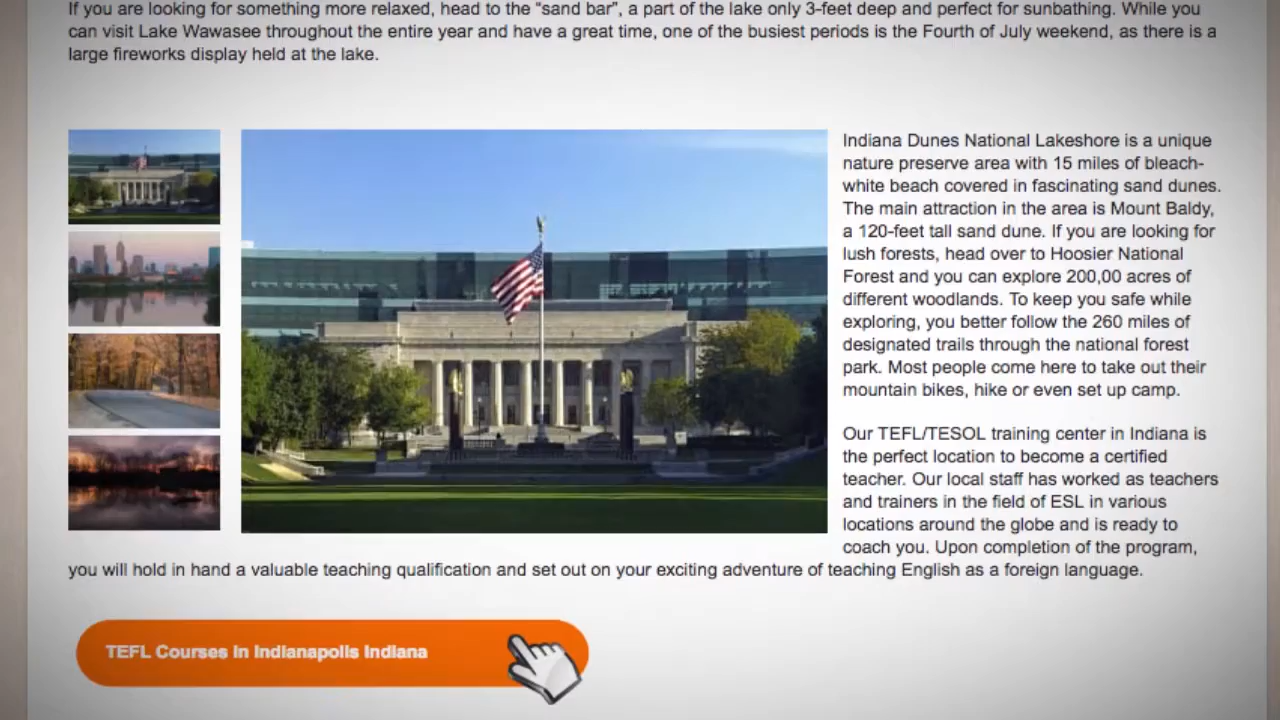 If you are looking for something more relaxed, head to the “sand bar”, a part of the lake only 3-feet deep and perfect for sunbathing. While you
can visit Lake Wawasee throughout the entire year and have a great time, one of the busiest periods is the Fourth of July weekend, as there is a
large fireworks display held at the lake.
Indiana Dunes National Lakeshore is a unique
nature preserve area with 15 miles of bleach-
white beach covered in fascinating sand dunes.
The main attraction in the area is Mount Baldy,
a 120-feet tall sand dune. If you are looking for
lush forests, head over to Hoosier National
Forest and you can explore 200,00 acres of
different woodlands. To keep you safe while
exploring, you better follow the 260 miles of
designated trails through the national forest
park. Most people come here to take out their
mountain bikes, hike or even set up camp.
Our TEFL/TESOL training center in Indiana is
the perfect location to become a certified
teacher. Our local staff has worked as teachers
and trainers in the field of ESL in various
locations around the globe and is ready to
coach you. Upon completion of the program,
you will hold in hand a valuable teaching qualification and set out on your exciting adventure of teaching English as a foreign language.
TEFL Courses In Indianapolis Indiana